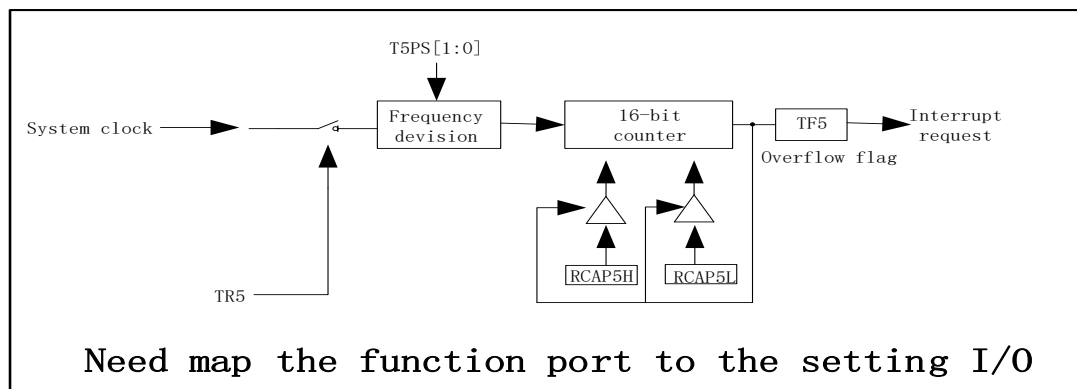 T5PS[1:0]
System clock
Frequency
devision
16-bit
counter
TF5
Interrupt
request
Overflow flag
RCAP5H
RCAP5L
TR5
Need map the function port to the setting I/O